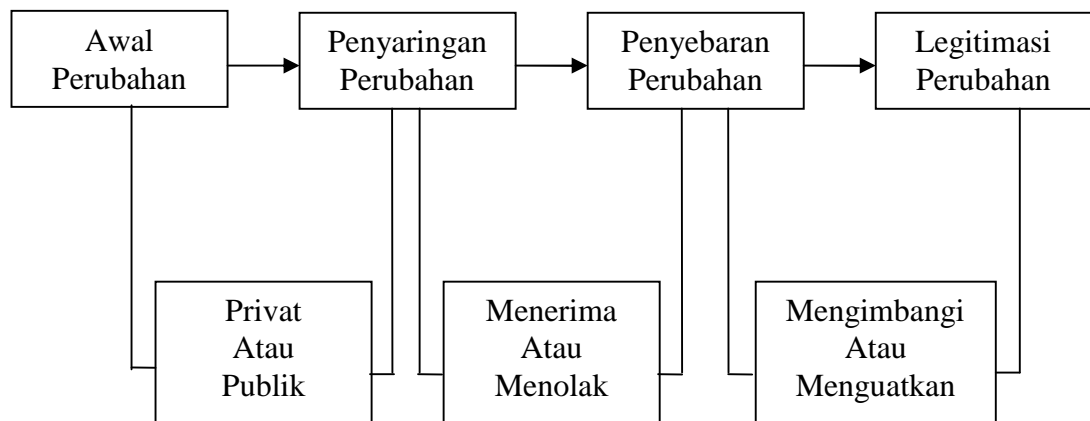 Awal
Perubahan
Penyaringan
Perubahan
Penyebaran
Perubahan
Legitimasi
Perubahan
Privat
Atau
Publik
Menerima
Atau
Menolak
Mengimbangi
Atau
Menguatkan